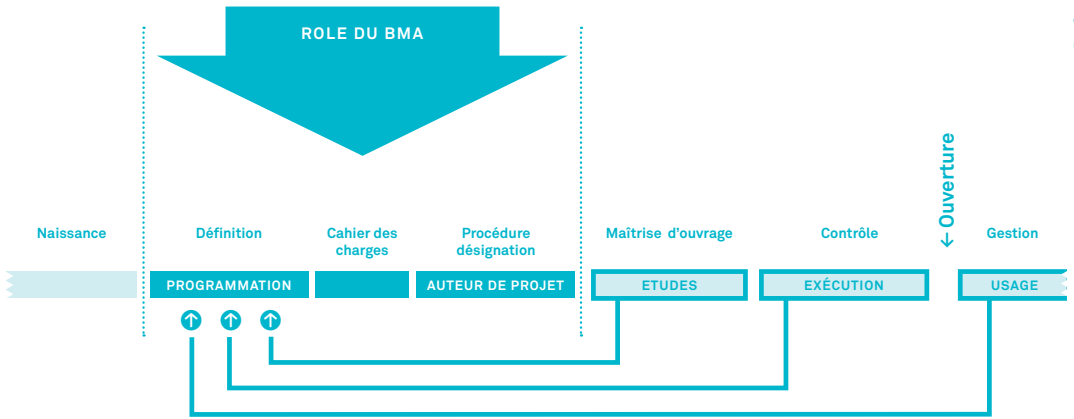 ROLE DU BMA
← Ouverture
Naissance
Définition
Cahier des
charges
Procédure
désignation
Maîtrise d'ouvrage
Contrôle
Gestion
PROGRAMMATION
AUTEUR DE PROJET
ETUDES
EXÉCUTION
USAGE